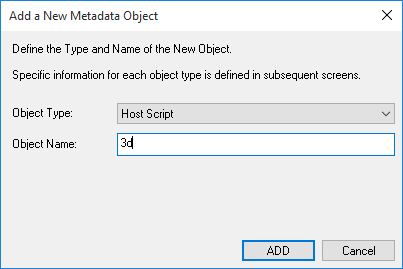 Add a New Metadata Object
Define the Type and Name of the New Object.
Specific information for each object type is defined in subsequent screens.
Object Type: Host Script
Object Name: 3d
ADD Cancel